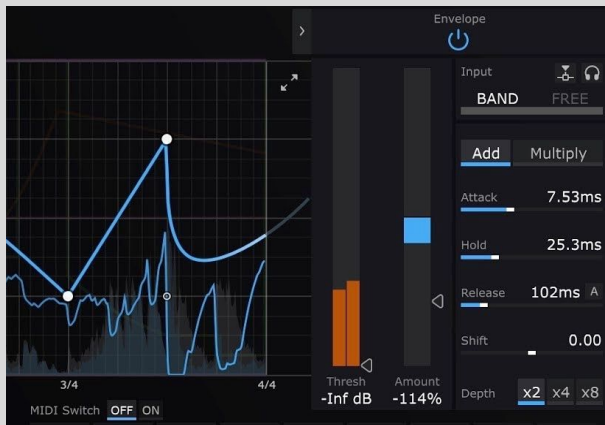 Envelope
Input
BAND FREE
Add Multiply
Attack 7.53ms
Hold 25.3ms
Release 102ms A
Shift 0.00
Thresh Amount
-Inf dB -114%
Depth x2 x4 x8
3/4 4/4
MIDI Switch OFF ON